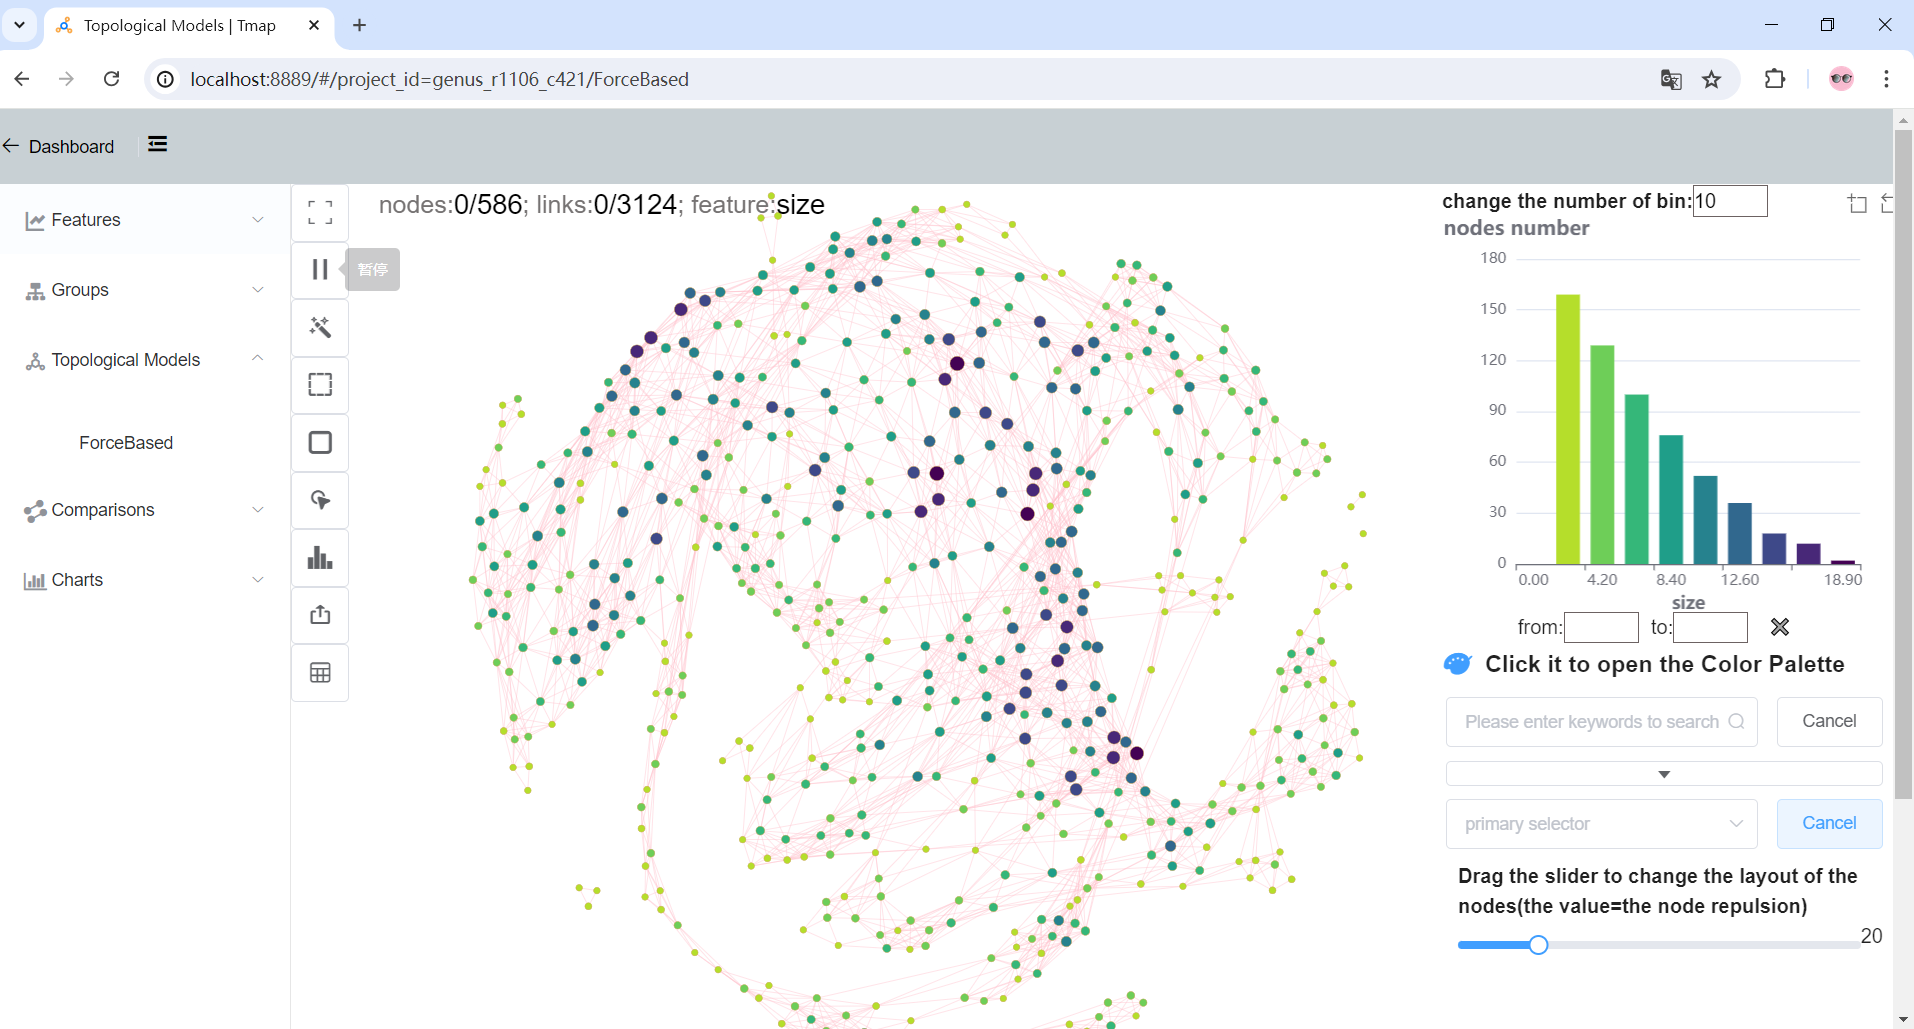 Topological Models | Tmap
localhost:8889/#/project_id=genus_r1106_c421/ForceBased
Dashboard
Features
Groups
Topological Models
ForceBased
Comparisons
Charts
nodes:0/586; links:0/3124; feature:size
暂停
change the number of bin:10
nodes number
180
150
120
90
60
30
0
0.00 4.20 8.40 12.60 18.90
size
from: to:
Click it to open the Color Palette
Please enter keywords to search
Cancel
primary selector
Cancel
Drag the slider to change the layout of the
nodes(the value=the node repulsion)
20